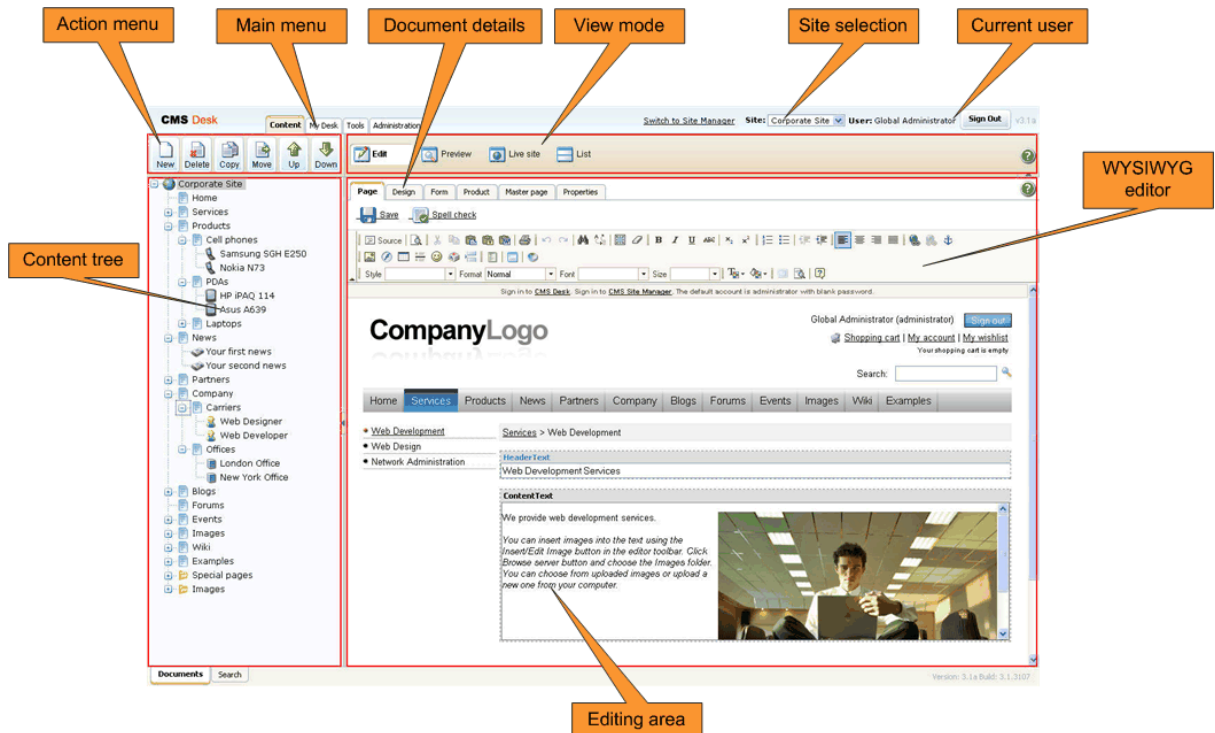 Action menu
Main menu
Document details
View mode
Site selection
Current user
CMS Desk
Content My Desk Tools Administration
Switch to Site Manager Site: Corporate Site User: Global Administrator Sign Out v3.1a
New Delete Copy Move Up Down
Edit Preview Live site List
WYSIWYG
editor
Content tree
Corporate Site
Home
Services
Products
Cell phones
Samsung SGH E250
Nokia N73
PDAs
HP iPAQ 114
Asus A639
Laptops
News
Your first news
Your second news
Partners
Company
Carriers
Web Designer
Web Developer
Offices
London Office
New York Office
Blogs
Forums
Events
Images
Wiki
Examples
Special pages
Images
Documents Search
Page Design Form Product Master page Properties
Save Spell check
Source B I U ABC
Style Format Normal Font Size
Sign in to CMS Desk. Sign in to CMS Site Manager. The default account is administrator with blank password.
CompanyLogo
Global Administrator (administrator) Sign out
Shopping cart | My account | My wishlist
Your shopping cart is empty
Search:
Home Services Products News Partners Company Blogs Forums Events Images Wiki Examples
Web Development
Web Design
Network Administration
Services > Web Development
HeaderText
Web Development Services
ContentText
We provide web development services.
You can insert images into the text using the
Insert/Edit Image button in the editor toolbar. Click
Browse server button and choose the Images folder.
You can choose from uploaded images or upload a
new one from your computer.
Version: 3.1a Build: 3.1.3107
Editing area